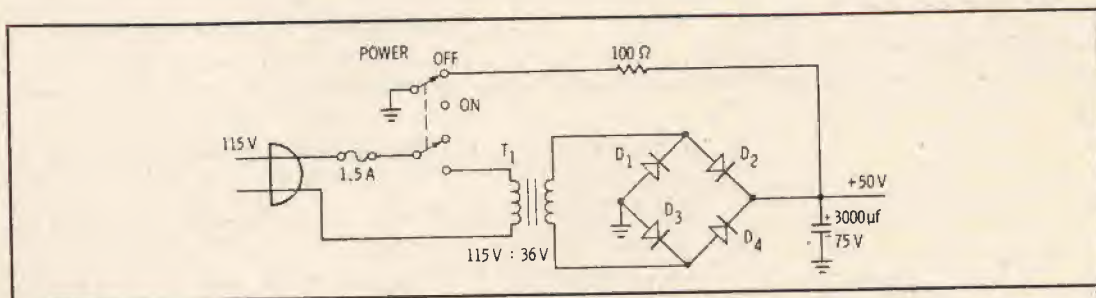 POWER OFF
100 Ω
ON
115 V
1.5 A
T1
D1
D2
+50 V
D3
D4
+ 3000 µf
- 75 V
115 V : 36 V